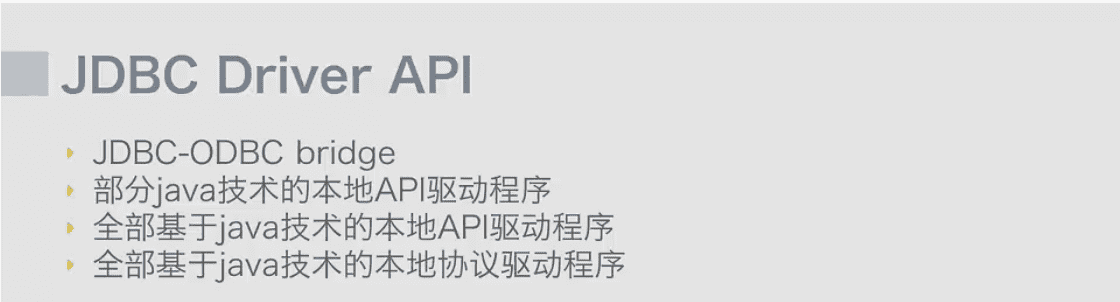 JDBC Driver API
JDBC-ODBC bridge
部分java技术的本地API驱动程序
全部基于java技术的本地API驱动程序
全部基于java技术的本地协议驱动程序